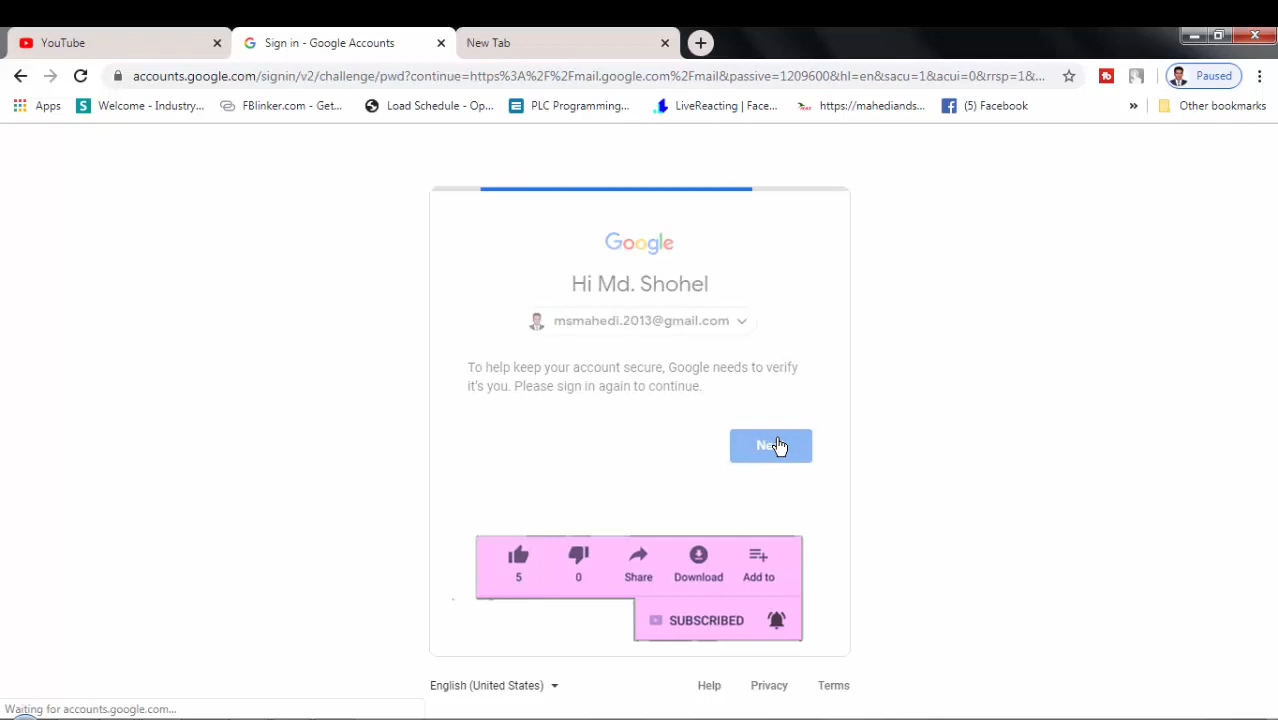 YouTube
Sign in - Google Accounts
New Tab
accounts.google.com/signin/v2/challenge/pwd?continue=https%3A%2F%2Fmail.google.com%2Fmail&passive=1209600&hl=en&sacu=1&acui=0&rrsp=1&...
Paused
Apps
Welcome - Industry...
FBlinker.com - Get...
Load Schedule - Op...
PLC Programming...
LiveReading | Face...
https://mahediands...
(5) Facebook
»
Other bookmarks
Google
Hi Md. Shohel
msmahedi.2013@gmail.com
To help keep your account secure, Google needs to verify
it's you. Please sign in again to continue.
5
0
Share
Download
Add to
SUBSCRIBED
English (United States)
Help
Privacy
Terms
Waiting for accounts.google.com...